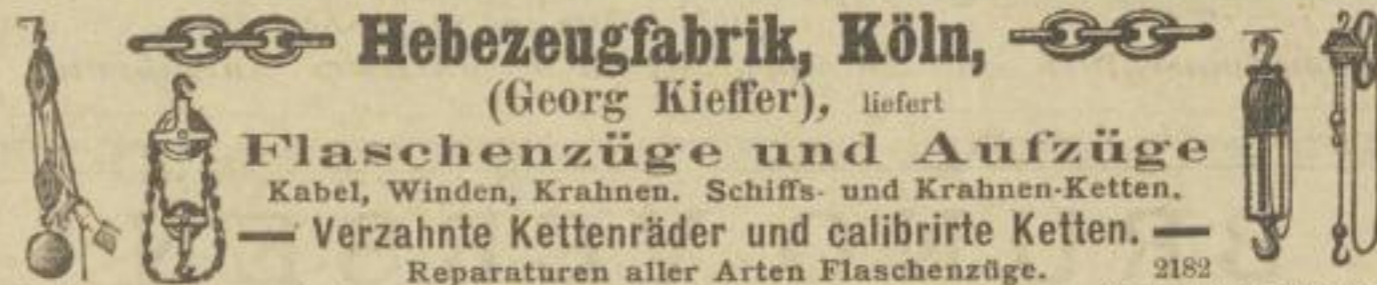 Hebezeugfabrik, Köln,
(Georg Kieffer), liefert
Flaschenzüge und Aufzüge
Kabel, Winden, Krahnen. Schiffs- und Krahnen-Ketten.
— Verzahnte Kettenräder und calibrirte Ketten. —
Reparaturen aller Arten Flaschenzüge. 2182